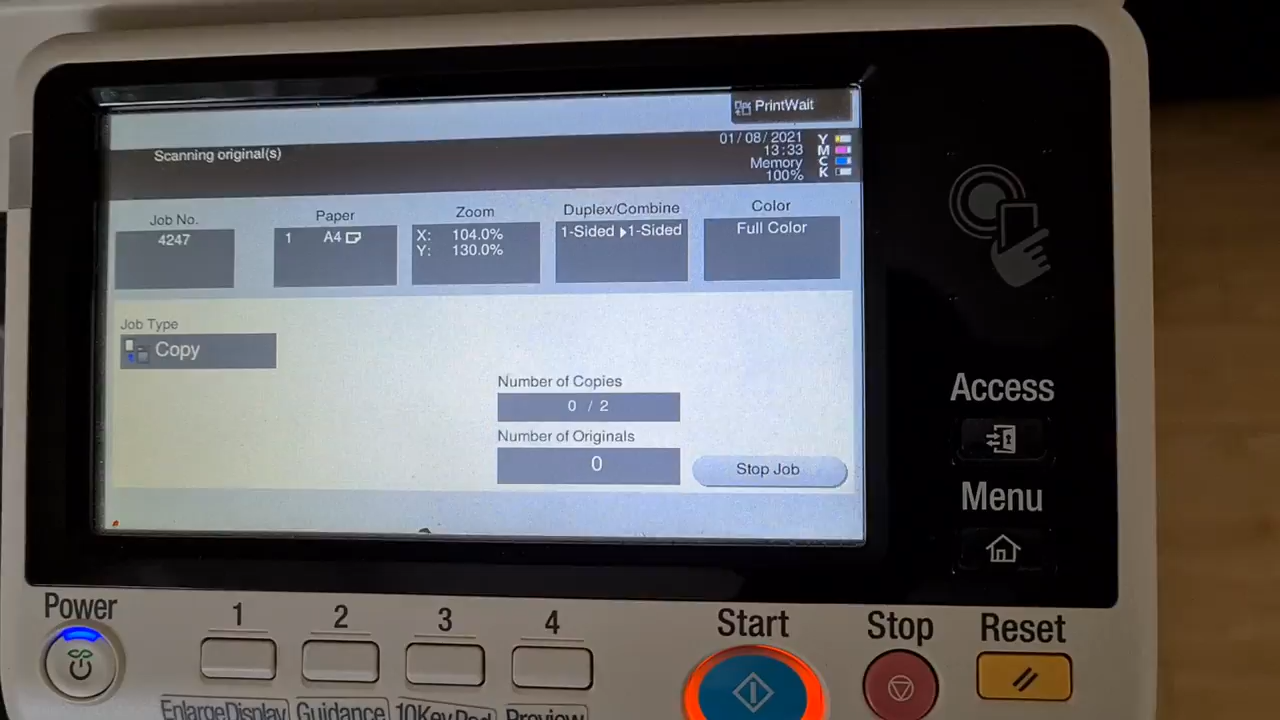 PrintWait
Scanning original(s)
01/08/2021
13:33
Memory
100%
Y
M
C
K
Job No.
4247
Paper
1 A4
Zoom
X: 104.0%
Y: 130.0%
Duplex/Combine
1-Sided ▶1-Sided
Color
Full Color
Job Type
Copy
Number of Copies
0 / 2
Number of Originals
0
Stop Job
Access
Menu
Power
1
2
3
4
Start
Stop
Reset
EnlargeDisplay
Guidance
10KeyPad
Preview